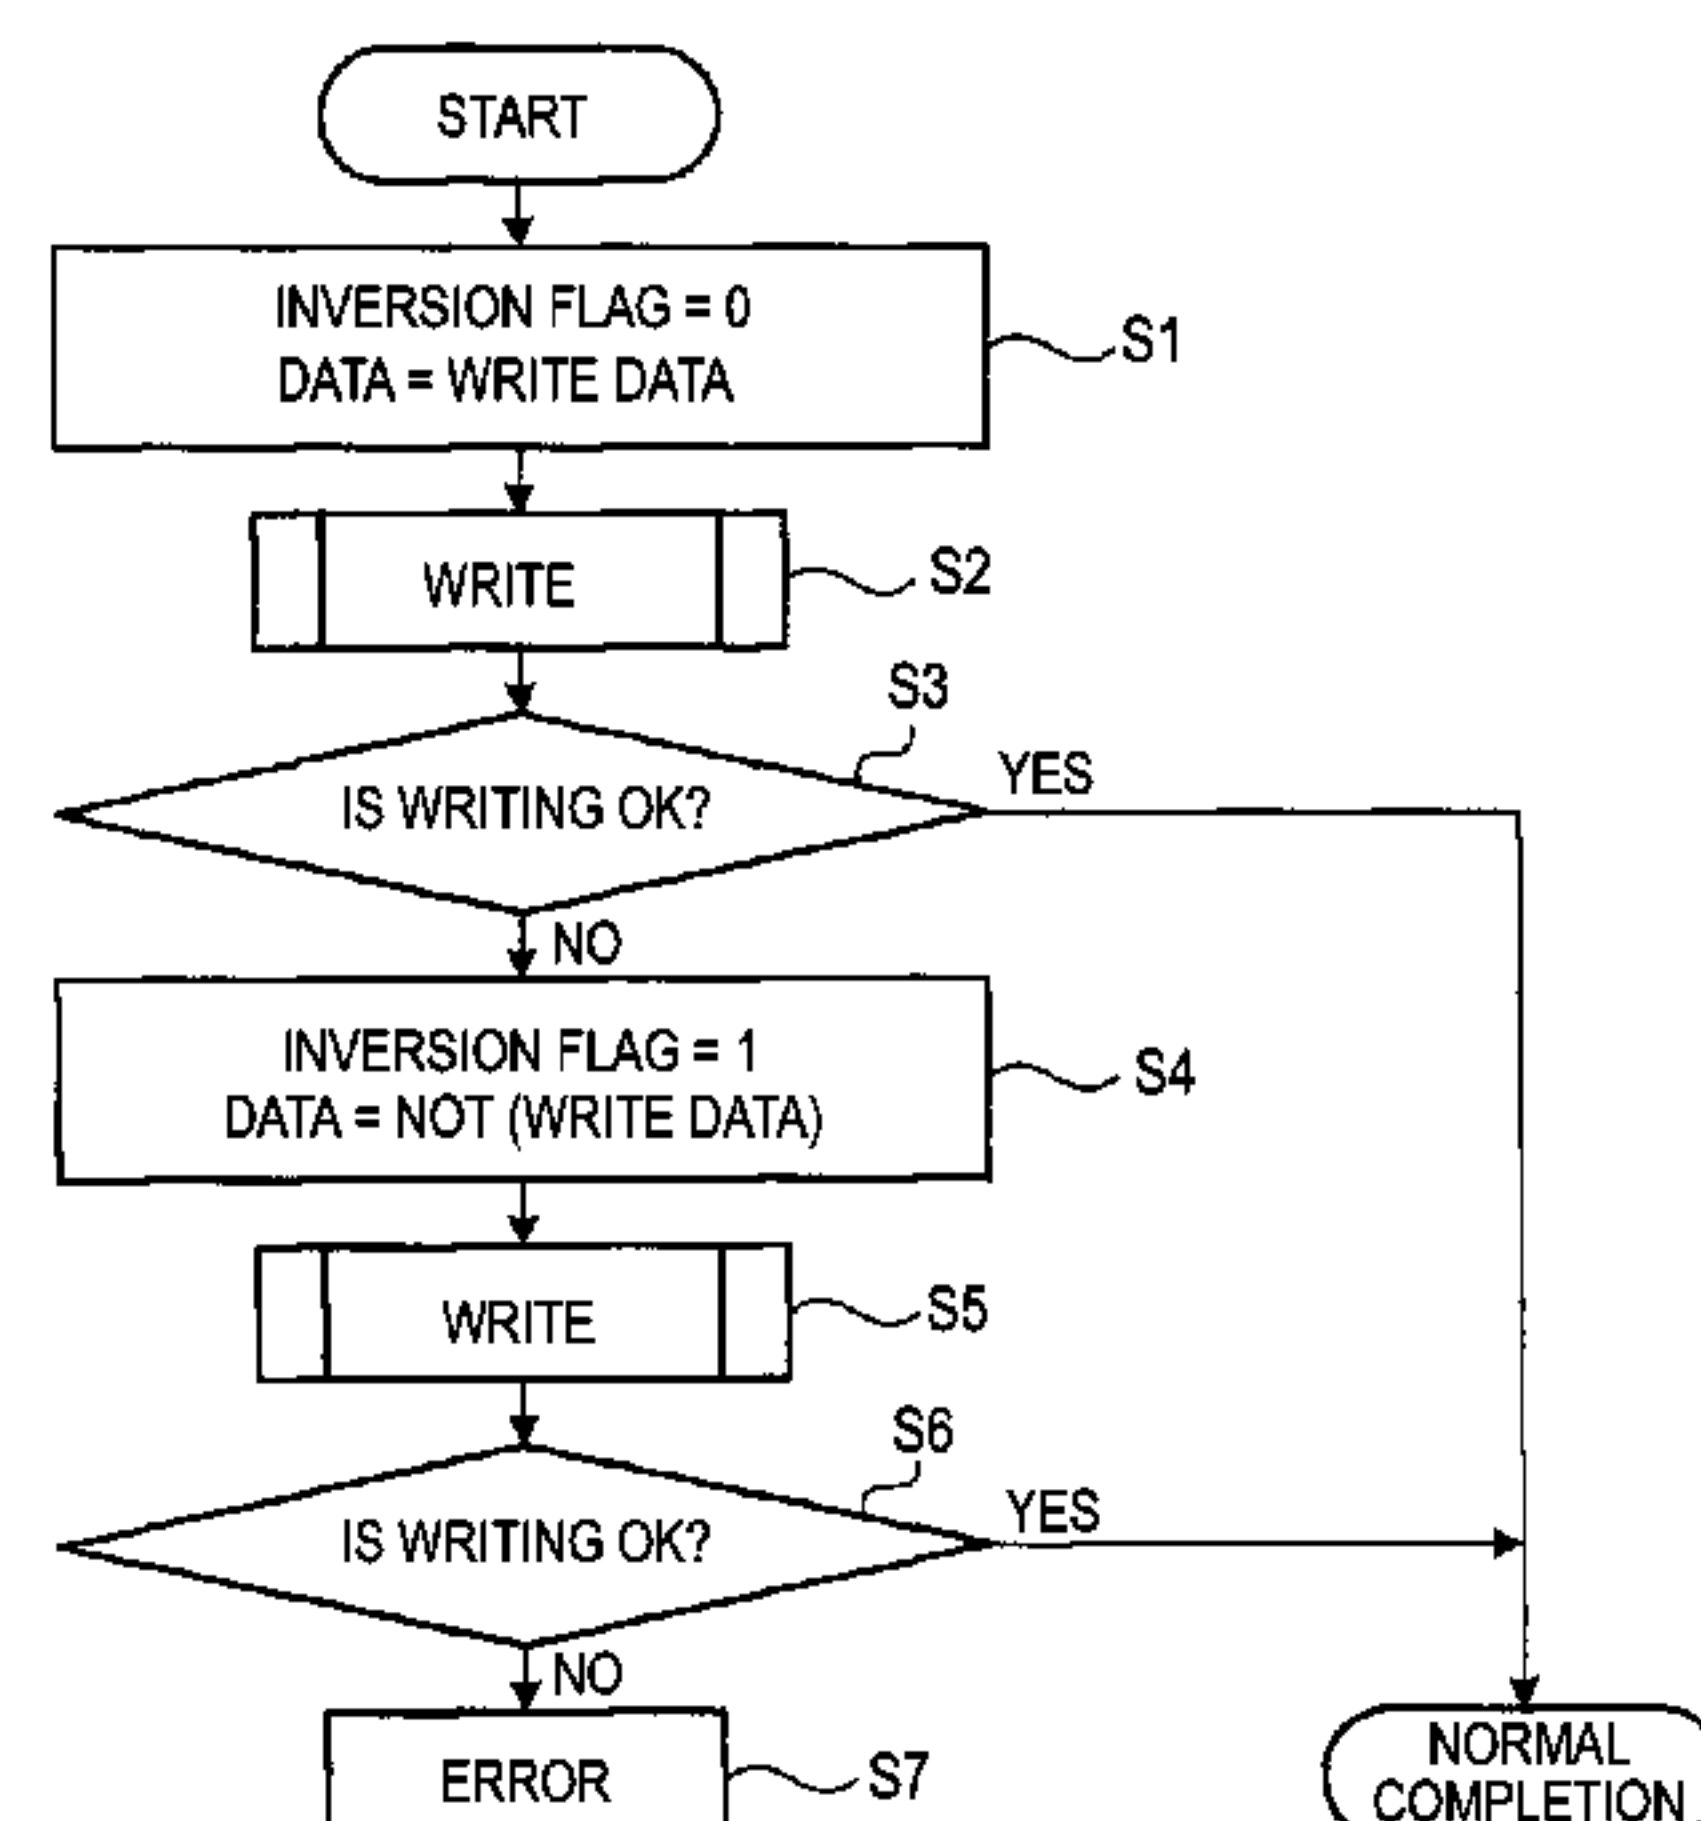 START
INVERSION FLAG = 0
DATA = WRITE DATA
S1
WRITE
S2
S3
IS WRITING OK?
YES
NO
INVERSION FLAG = 1
DATA = NOT (WRITE DATA)
S4
WRITE
S5
S6
IS WRITING OK?
YES
NO
ERROR
S7
NORMAL
COMPLETION